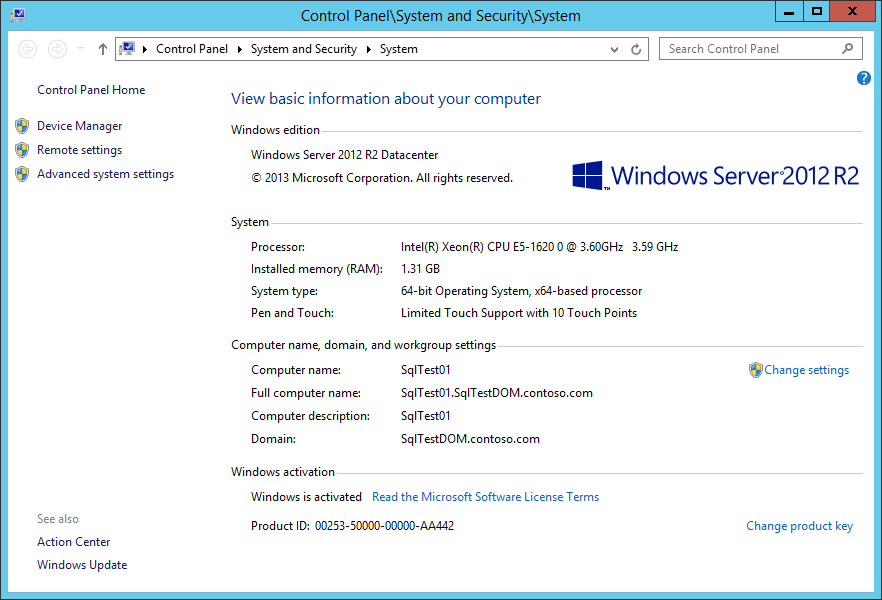 Control Panel\System and Security\System
Control Panel System and Security System
Search Control Panel
Control Panel Home
Device Manager
Remote settings
Advanced system settings
See also
Action Center
Windows Update
View basic information about your computer
Windows edition
Windows Server 2012 R2 Datacenter
© 2013 Microsoft Corporation. All rights reserved.
Windows Server 2012 R2
System
Processor: Intel(R) Xeon(R) CPU E5-1620 0 @ 3.60GHz 3.59 GHz
Installed memory (RAM): 1.31 GB
System type: 64-bit Operating System, x64-based processor
Pen and Touch: Limited Touch Support with 10 Touch Points
Computer name, domain, and workgroup settings
Computer name: SqlTest01
Change settings
Full computer name: SqlTest01.SqlTestDOM.contoso.com
Computer description: SqlTest01
Domain: SqlTestDOM.contoso.com
Windows activation
Windows is activated Read the Microsoft Software License Terms
Product ID: 00253-50000-00000-AA442
Change product key